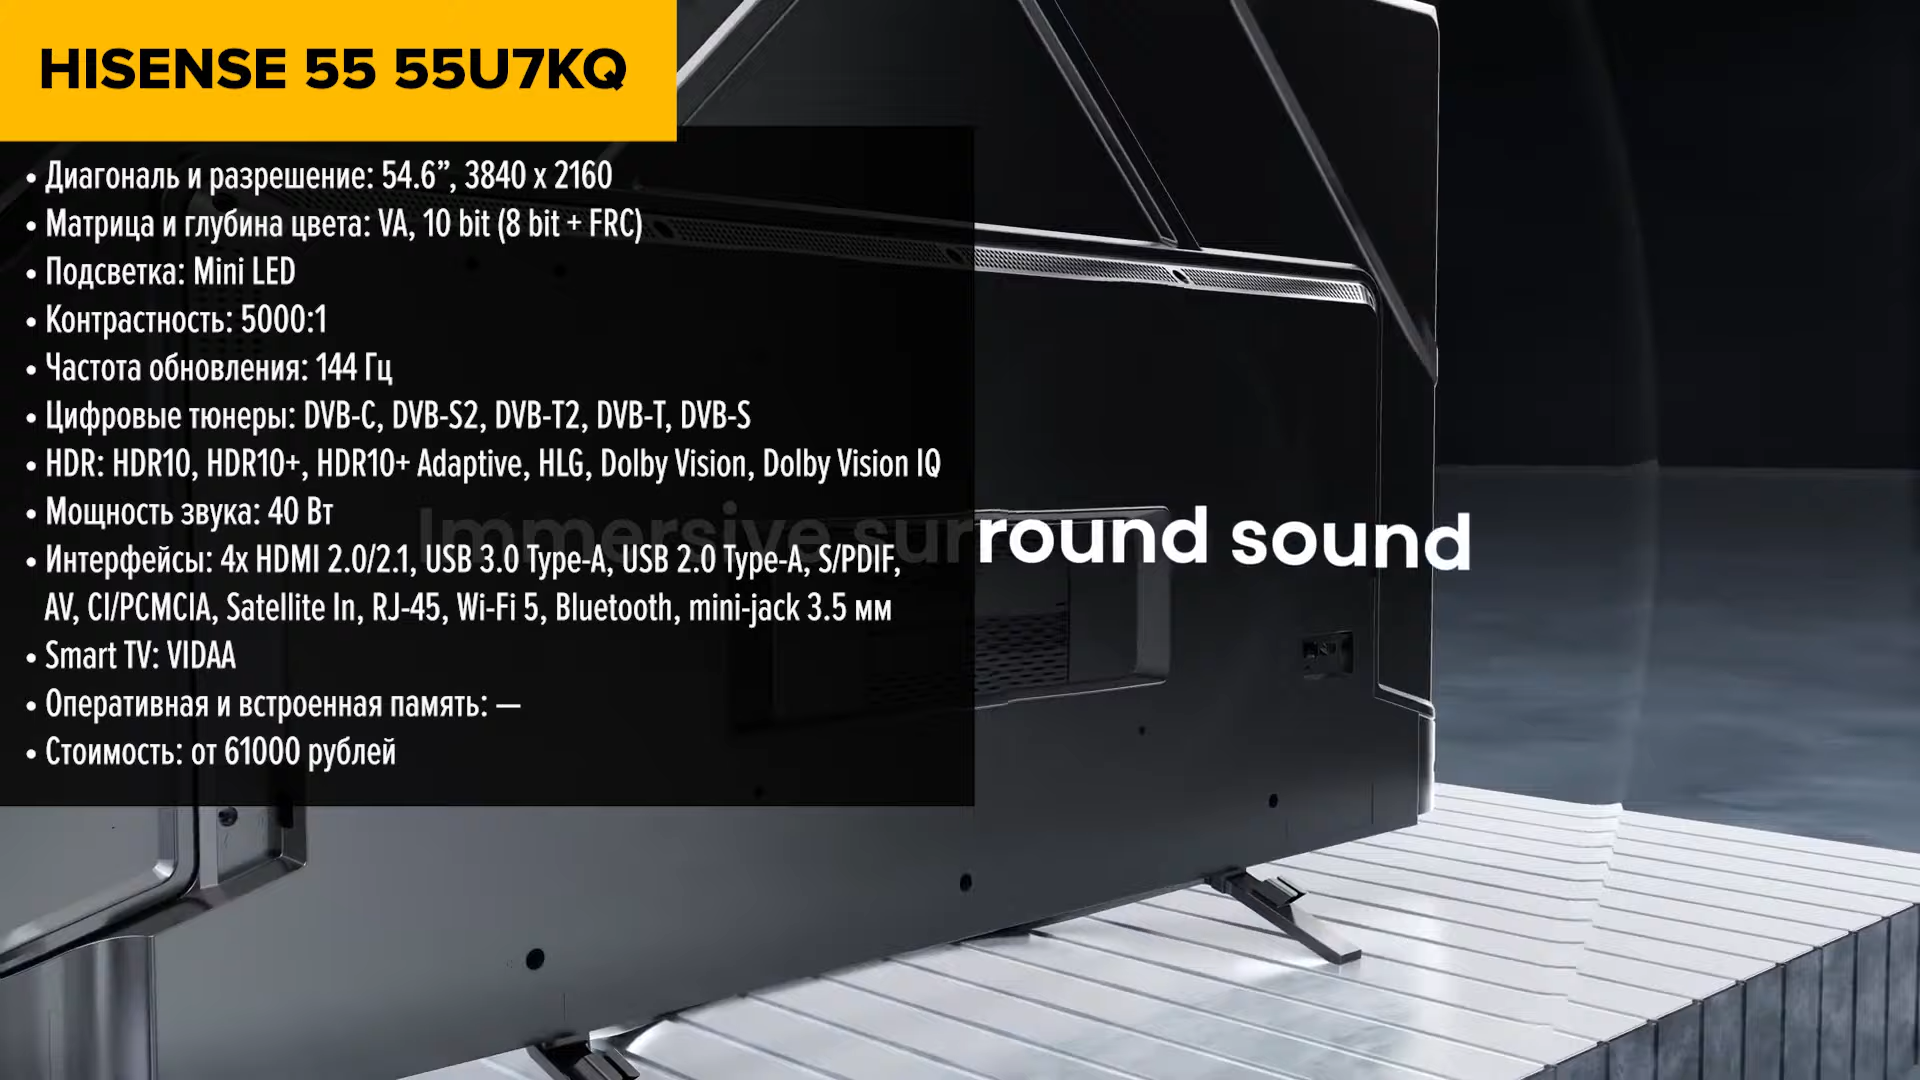 HISENSE 55 55U7KQ
• Диагональ и разрешение: 54.6”, 3840 x 2160
• Матрица и глубина цвета: VA, 10 bit (8 bit + FRC)
• Подсветка: Mini LED
• Контрастность: 5000:1
• Частота обновления: 144 Гц
• Цифровые тюнеры: DVB-C, DVB-S2, DVB-T2, DVB-T, DVB-S
• HDR: HDR10, HDR10+, HDR10+ Adaptive, HLG, Dolby Vision, Dolby Vision IQ
• Мощность звука: 40 Вт
Immersive surround sound
• Интерфейсы: 4x HDMI 2.0/2.1, USB 3.0 Type-A, USB 2.0 Type-A, S/PDIF,
AV, CI/PCMCIA, Satellite In, RJ-45, Wi-Fi 5, Bluetooth, mini-jack 3.5 мм
• Smart TV: VIDAA
• Оперативная и встроенная память: —
• Стоимость: от 61000 рублей